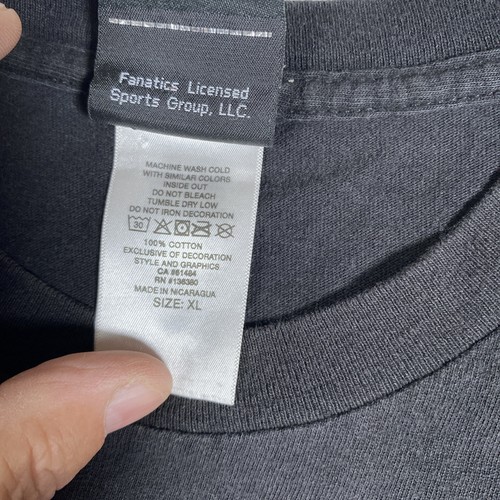 Fanatics Licensed
Sports Group, LLC.
MACHINE WASH COLD
WITH SIMILAR COLORS
INSIDE OUT
DO NOT BLEACH
TUMBLE DRY LOW
DO NOT IRON DECORATION
30
100% COTTON
EXCLUSIVE OF DECORATION
STYLE AND GRAPHICS
CA #61484
RN #136360
MADE IN NICARAGUA
SIZE: XL